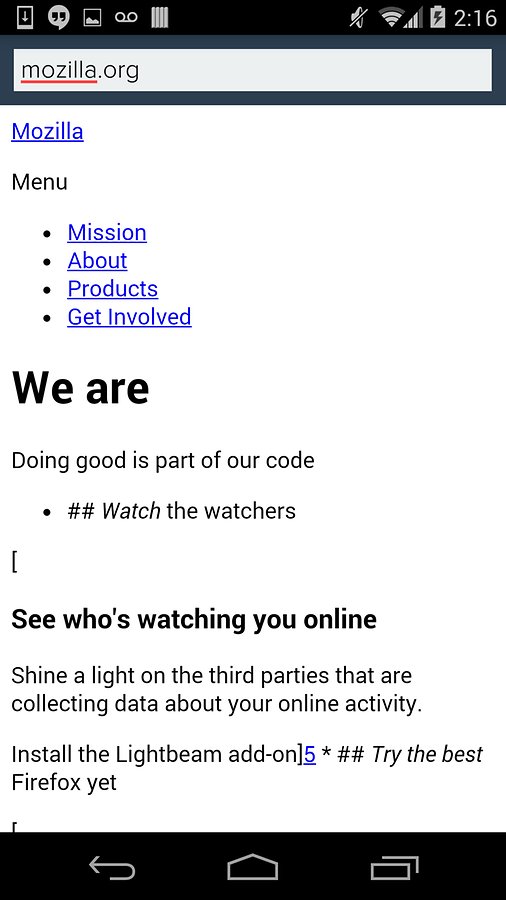 2:16
mozilla.org
Mozilla
Menu
• Mission
• About
• Products
• Get Involved
We are
Doing good is part of our code
• ## Watch the watchers
[
See who's watching you online
Shine a light on the third parties that are
collecting data about your online activity.
Install the Lightbeam add-on]5 * ## Try the best
Firefox yet
[